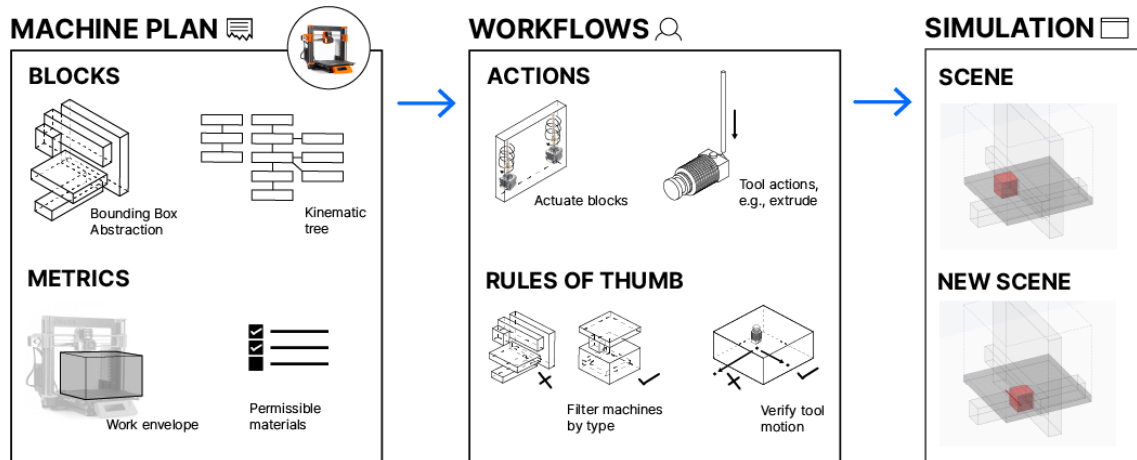 MACHINE PLAN
BLOCKS
Bounding Box
Abstraction
Kinematic
tree
METRICS
Work envelope
Permissible
materials
WORKFLOWS
ACTIONS
Actuate blocks
Tool actions,
e.g., extrude
RULES OF THUMB
Filter machines
by type
Verify tool
motion
SIMULATION
SCENE
NEW SCENE